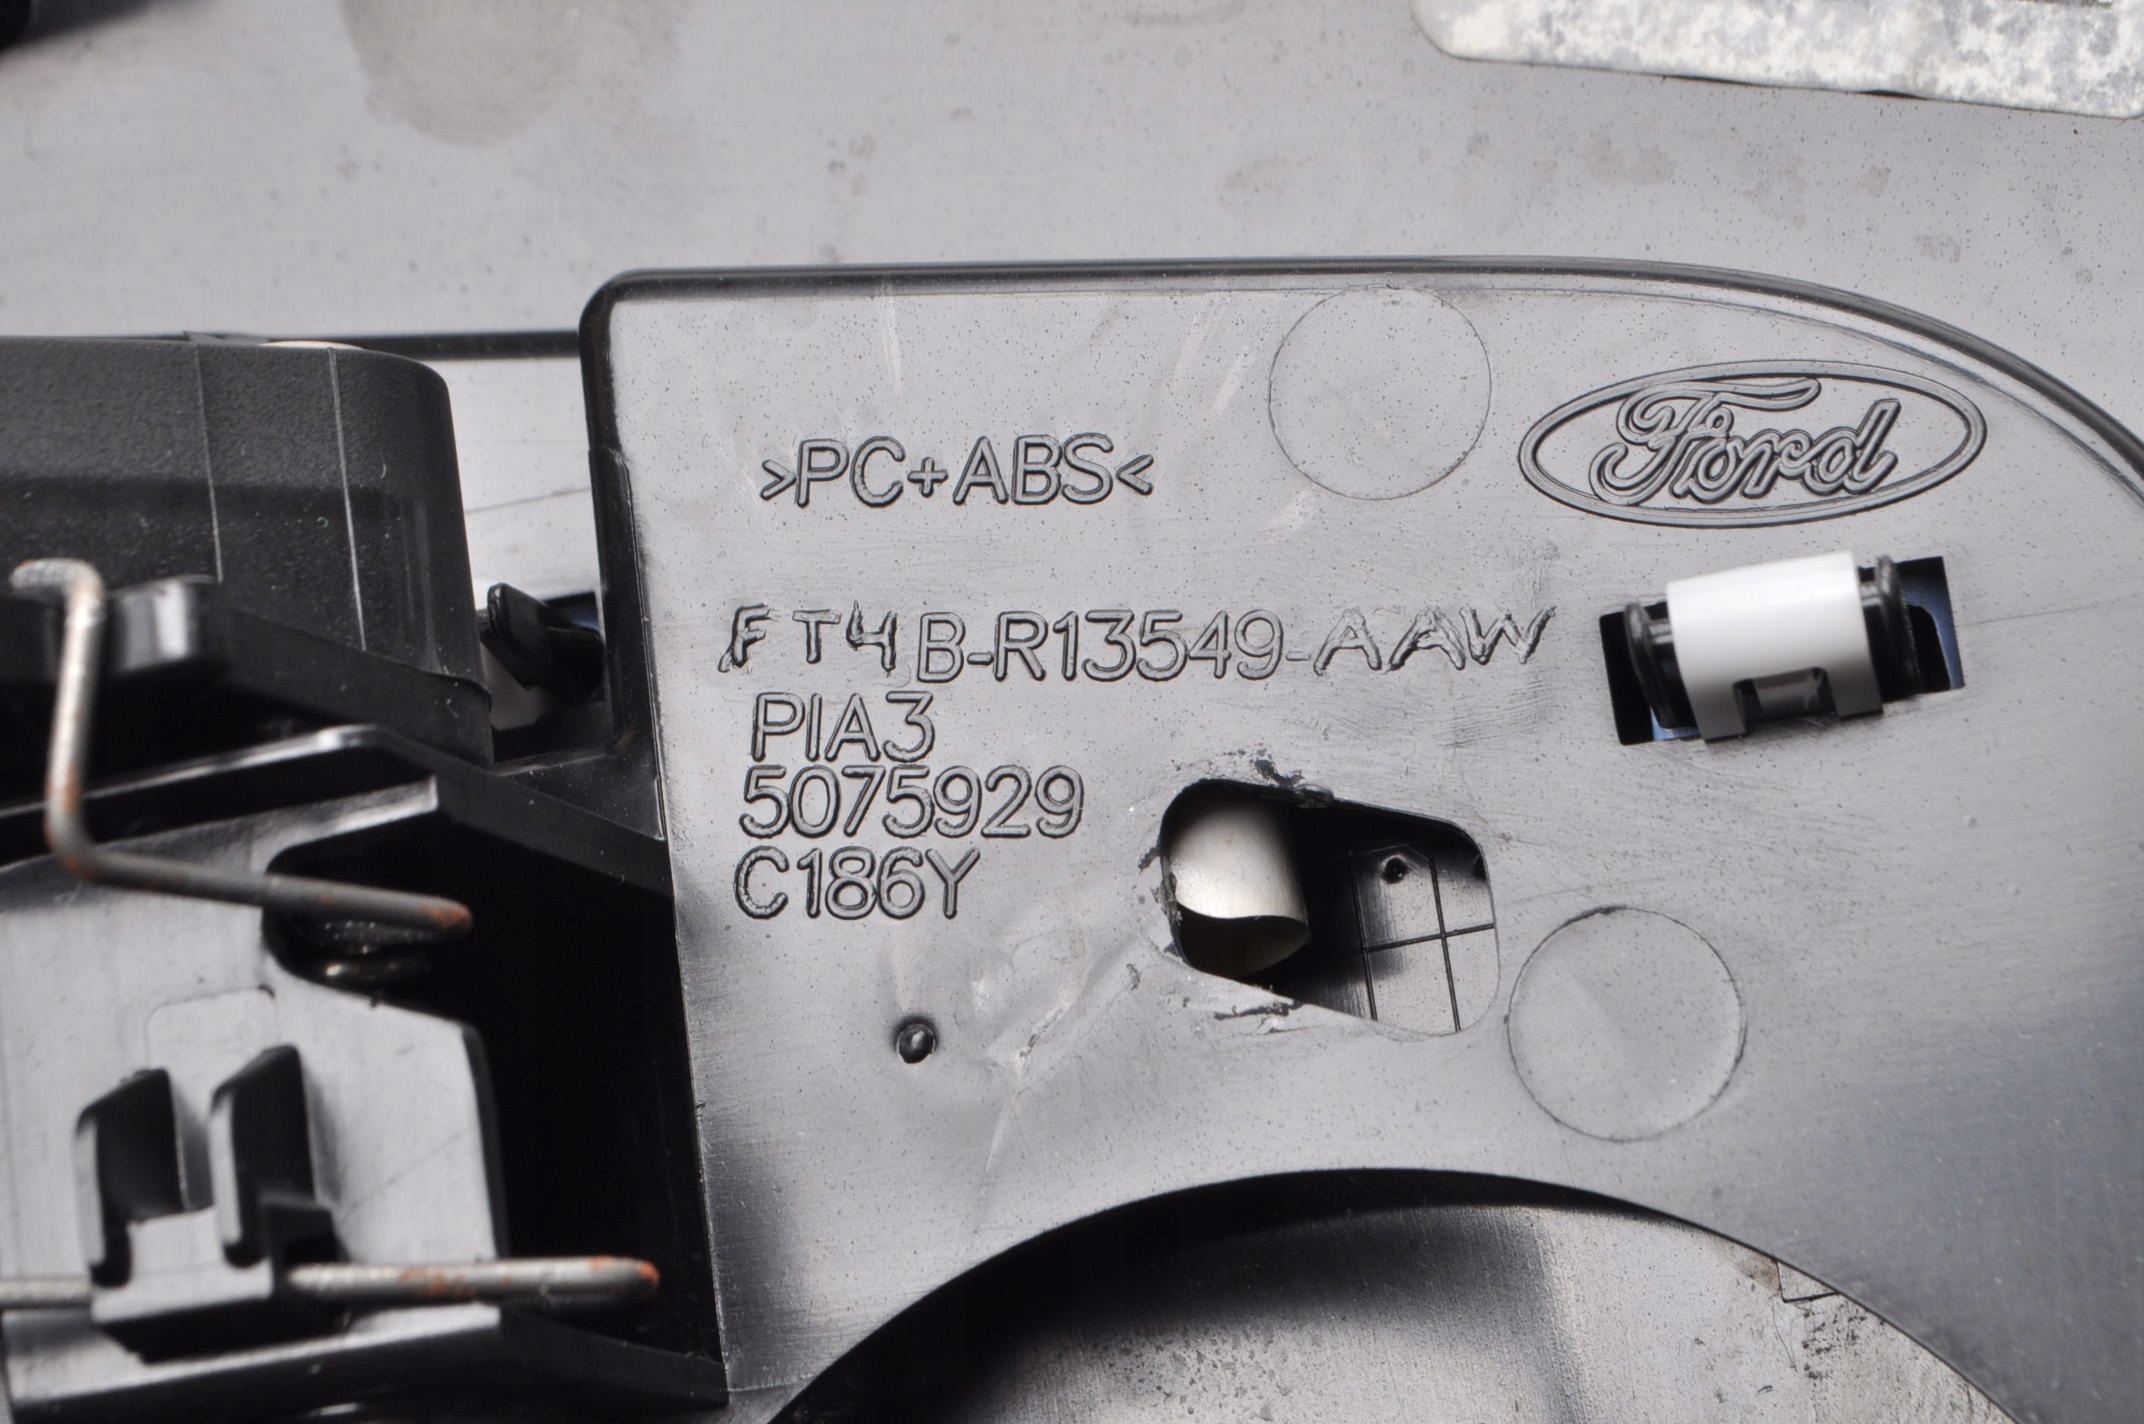 >PC+ABS<
Ford
FT4B-R13549-AAW
PIA3
5075929
C186Y